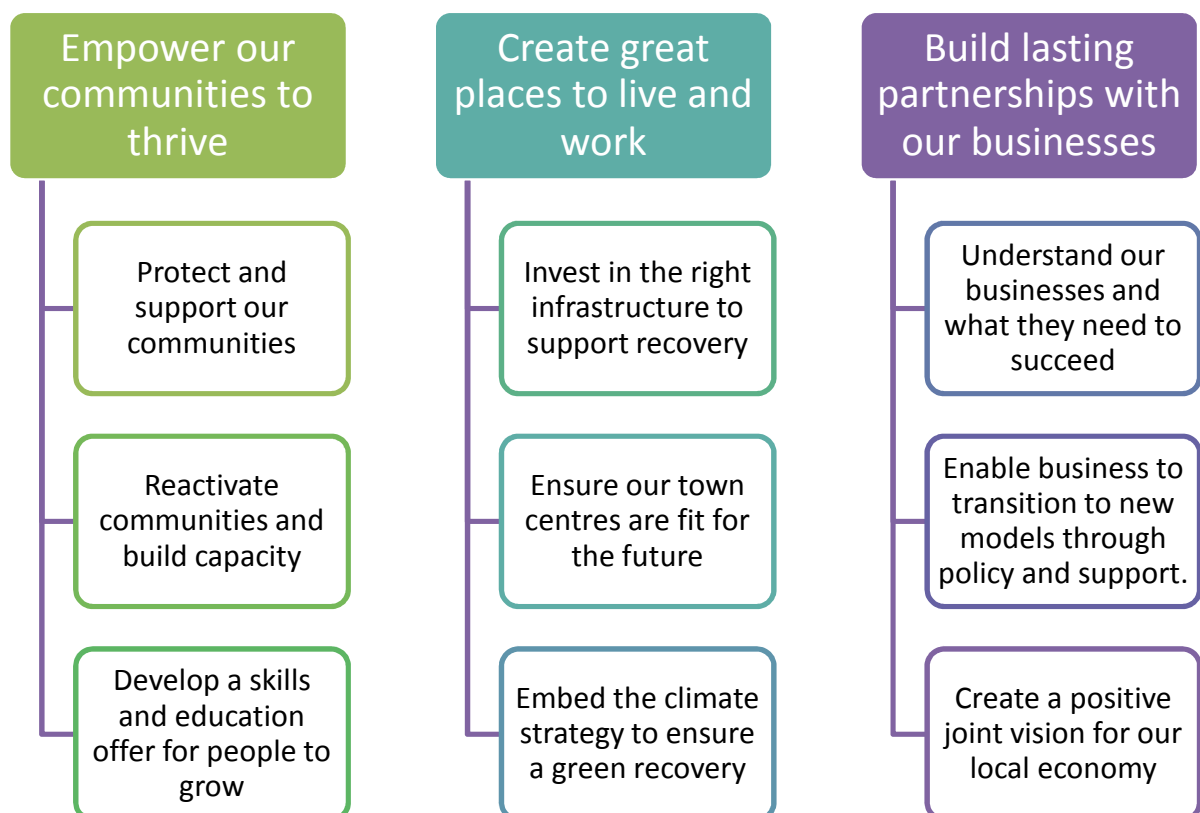 Empower our
communities to
thrive
Protect and
support our
communities
Reactivate
communities and
build capacity
Develop a skills
and education
offer for people to
grow
Create great
places to live and
work
Invest in the right
infrastructure to
support recovery
Ensure our town
centres are fit for
the future
Embed the climate
strategy to ensure
a green recovery
Build lasting
partnerships with
our businesses
Understand our
businesses and
what they need to
succeed
Enable business to
transition to new
models through
policy and support.
Create a positive
joint vision for our
local economy